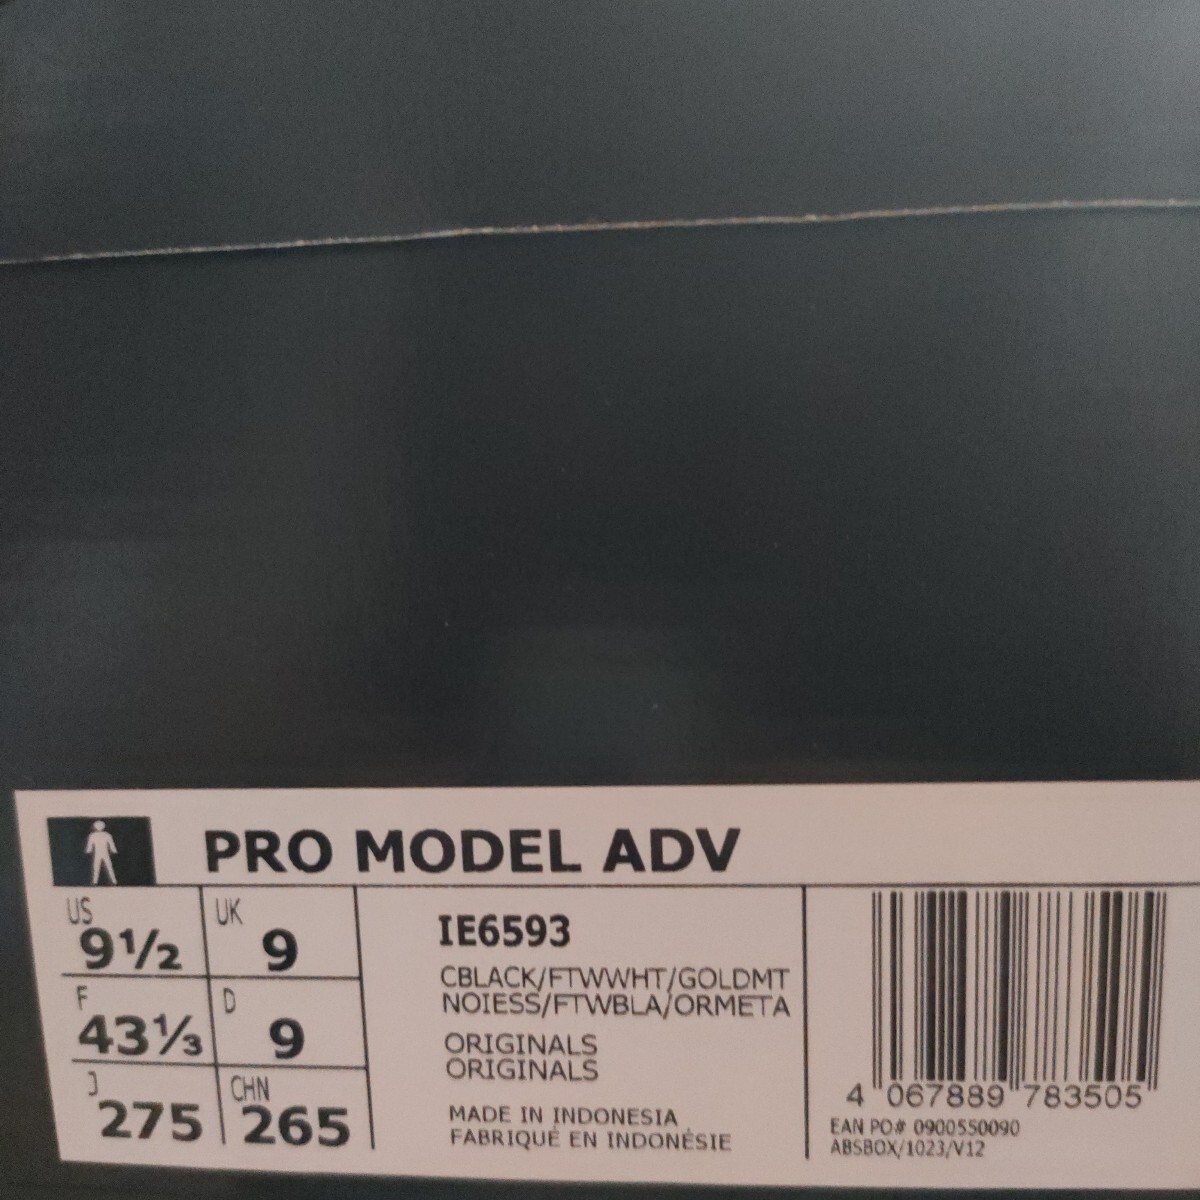 PRO MODEL ADV
US 9½ UK 9
F 43⅓ D 9
J 275 CHN 265
IE6593
CBLACK/FTWWHT/GOLDMT
NOIESS/FTWBLA/ORMETA
ORIGINALS
ORIGINALS
MADE IN INDONESIA
FABRIQUÉ EN INDONÉSIE
4 067889 783505
EAN PO# 0900550090
ABSBOX/1023/V12